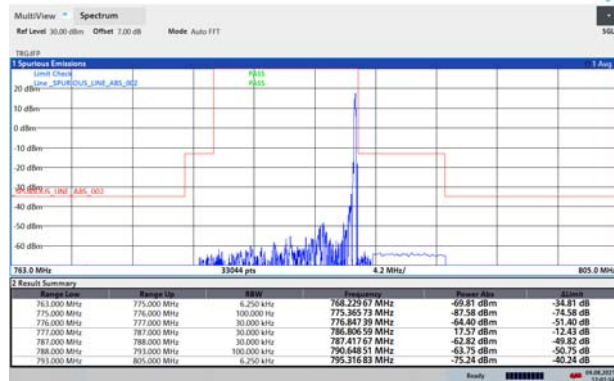 MultiView Spectrum
Ref Level 30.00 dBm Offset 7.00 dB Mode Auto FFT
SGL
TRG:IFP
1 Spurious Emissions 1 Avg
Limit Check PASS
Line _SPURIOUS_LINE_ABS_002 PASS
20 dBm
10 dBm
0 dBm
-10 dBm
-20 dBm
_SPURIOUS_LINE_ABS_002
-40 dBm
-50 dBm
-60 dBm
763.0 MHz 33044 pts 4.2 MHz/ 805.0 MHz
2 Result Summary
Range Low Range Up RBW Frequency Power Abs ΔLimit
763.000 MHz 775.000 MHz 6.250 kHz 768.229 67 MHz -69.81 dBm -34.81 dB
775.000 MHz 776.000 MHz 100.000 Hz 775.365 73 MHz -87.58 dBm -74.58 dB
776.000 MHz 777.000 MHz 30.000 kHz 776.847 39 MHz -64.40 dBm -51.40 dB
777.000 MHz 787.000 MHz 30.000 kHz 786.806 59 MHz 17.57 dBm -12.43 dB
787.000 MHz 788.000 MHz 30.000 kHz 787.417 67 MHz -62.82 dBm -49.82 dB
788.000 MHz 793.000 MHz 100.000 kHz 790.648 51 MHz -63.75 dBm -50.75 dB
793.000 MHz 805.000 MHz 6.250 kHz 795.316 83 MHz -75.24 dBm -40.24 dB
Ready